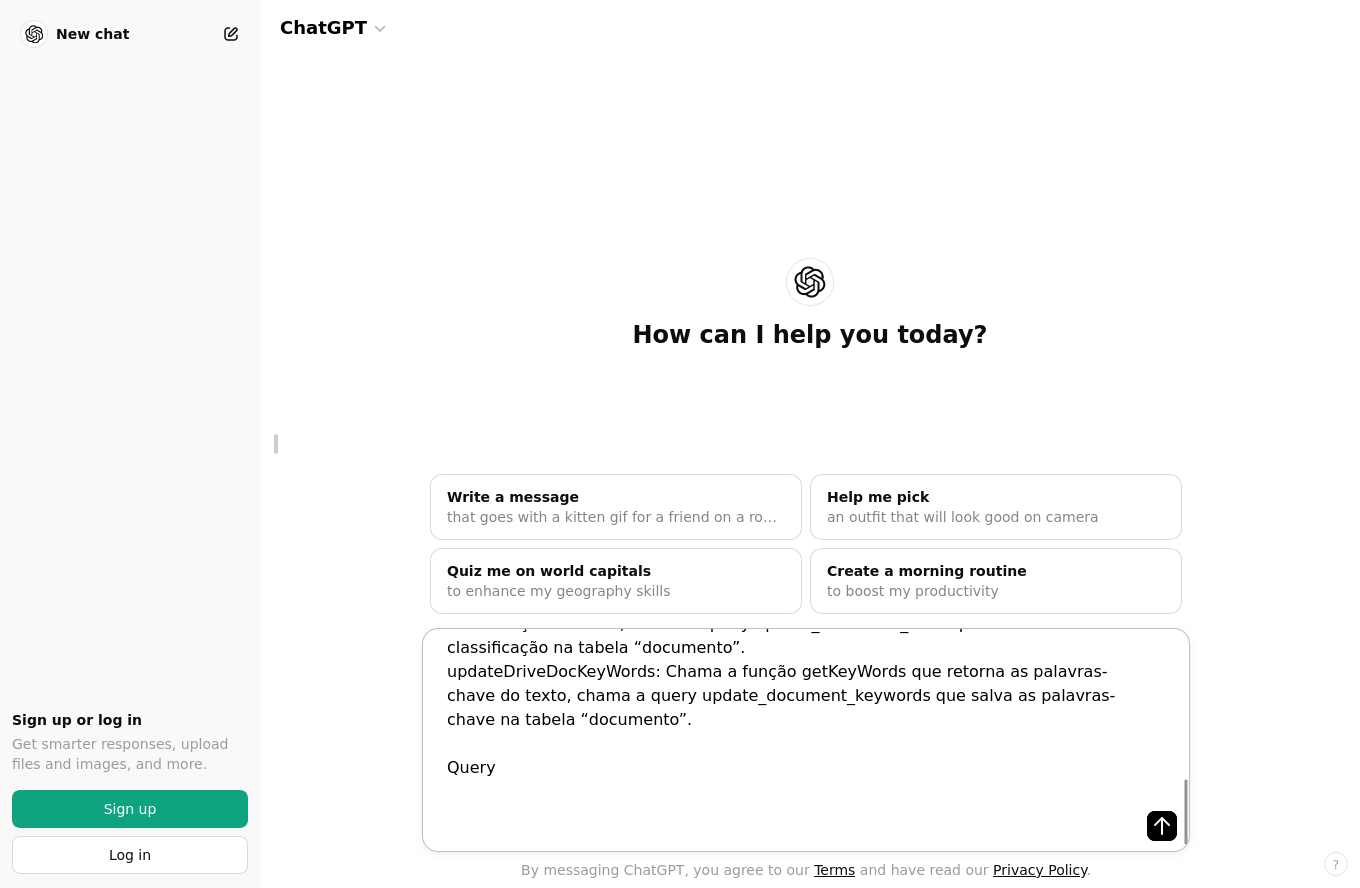 New chat
ChatGPT
How can I help you today?
Write a message
that goes with a kitten gif for a friend on a ro...
Help me pick
an outfit that will look good on camera
Quiz me on world capitals
to enhance my geography skills
Create a morning routine
to boost my productivity
classificação na tabela “documento”.
updateDriveDocKeyWords: Chama a função getKeyWords que retorna as palavras-
chave do texto, chama a query update_document_keywords que salva as palavras-
chave na tabela “documento”.
Query
Sign up or log in
Get smarter responses, upload
files and images, and more.
Sign up
Log in
By messaging ChatGPT, you agree to our Terms and have read our Privacy Policy.
?